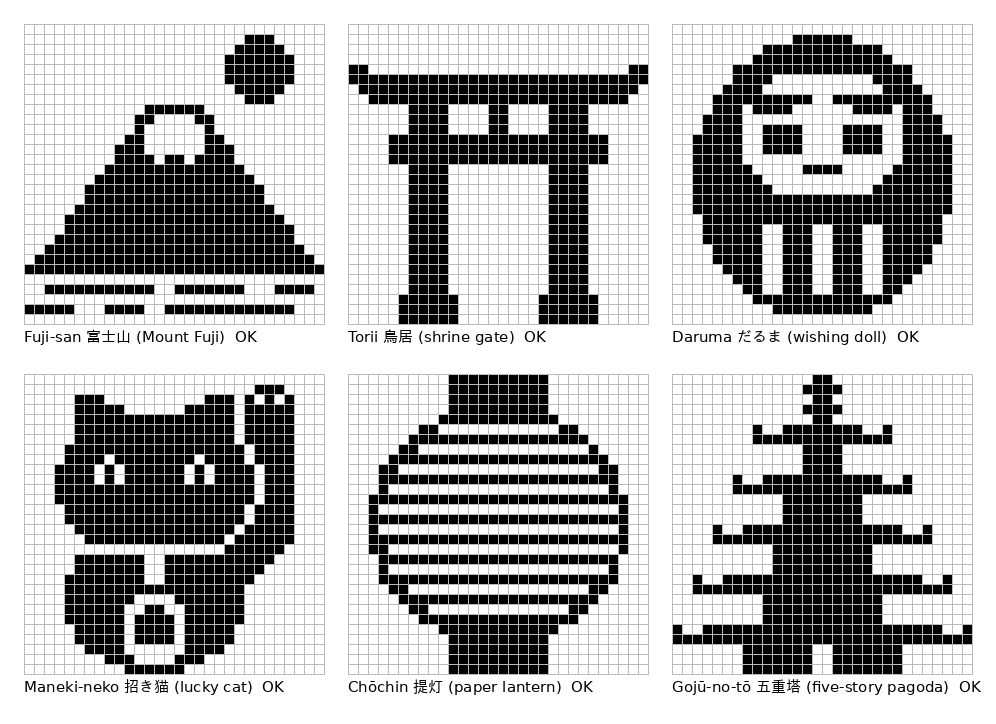 Fuji-san 富士山 (Mount Fuji)  OK
Torii 鳥居 (shrine gate)  OK
Daruma だるま (wishing doll)  OK
Maneki-neko 招き猫 (lucky cat)  OK
Chōchin 提灯 (paper lantern)  OK
Gojū-no-tō 五重塔 (five-story pagoda)  OK